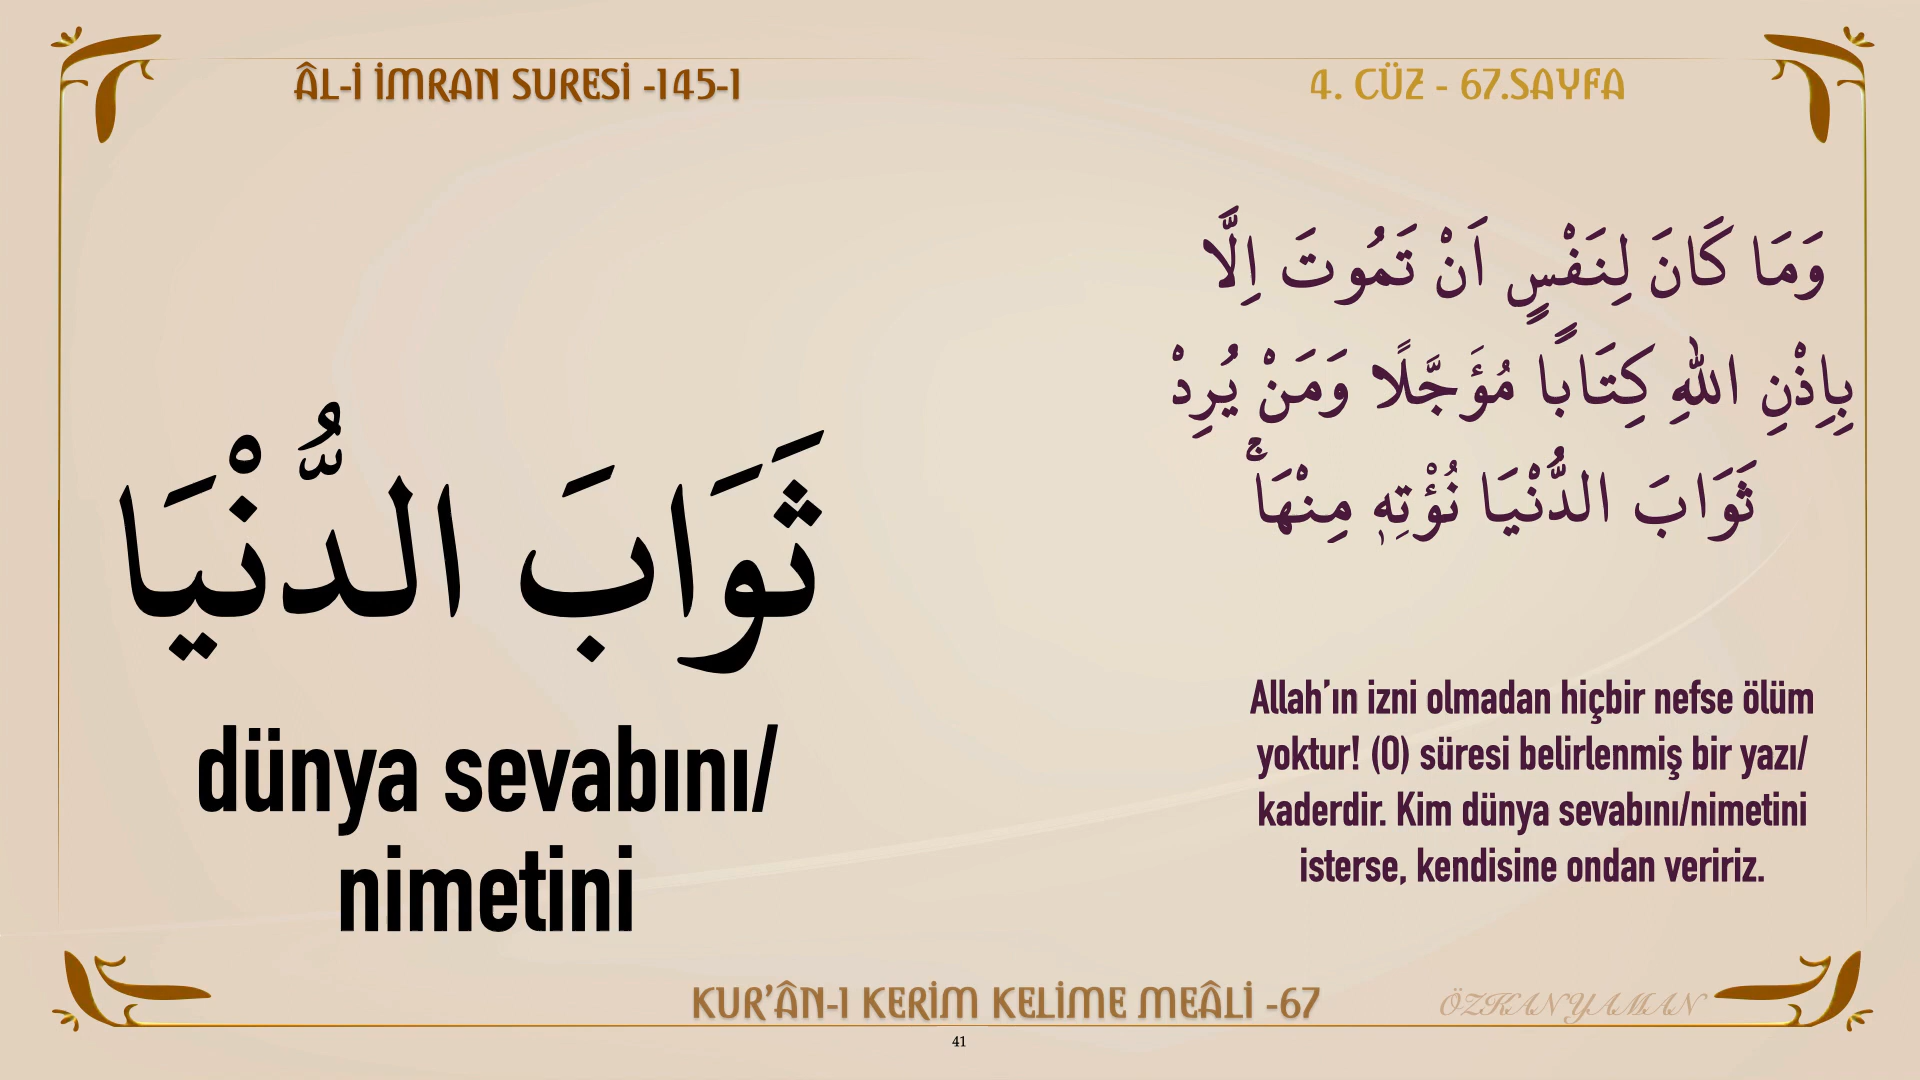 ÂL-İ İMRAN SURESİ -145-1
4. CÜZ - 67.SAYFA
وَمَا كَانَ لِنَفْسٍ اَنْ تَمُوتَ اِلَّا
بِاِذْنِ اللّٰهِ كِتَابًا مُؤَجَّلًا وَمَنْ يُرِدْ
ثَوَابَ الدُّنْيَا نُؤْتِه۪ مِنْهَاۚ
ثَوَابَ الدُّنْيَا
dünya sevabını/
nimetini
Allah’ın izni olmadan hiçbir nefse ölüm
yoktur! (O) süresi belirlenmiş bir yazı/
kaderdir. Kim dünya sevabını/nimetini
isterse, kendisine ondan veririz.
KUR’ÂN-I KERİM KELİME MEÂLİ -67
ÖZKAN YAMAN
41